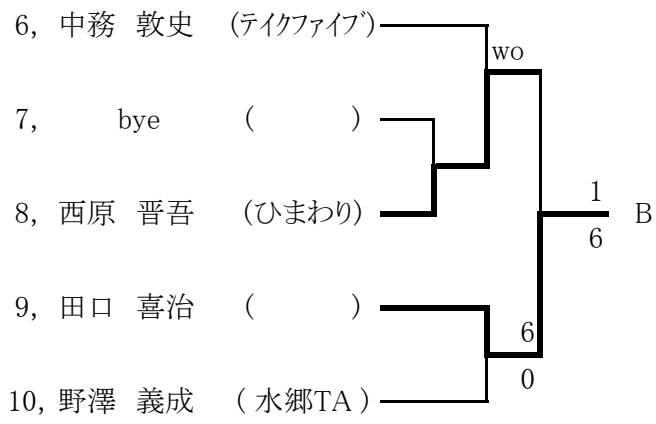 6, 中務 敦史 (テイクファイブ)
wo
7, bye ( )
1
8, 西原 晋吾 (ひまわり) B
6
9, 田口 喜治 ( )
6
0
10, 野澤 義成 ( 水郷TA )